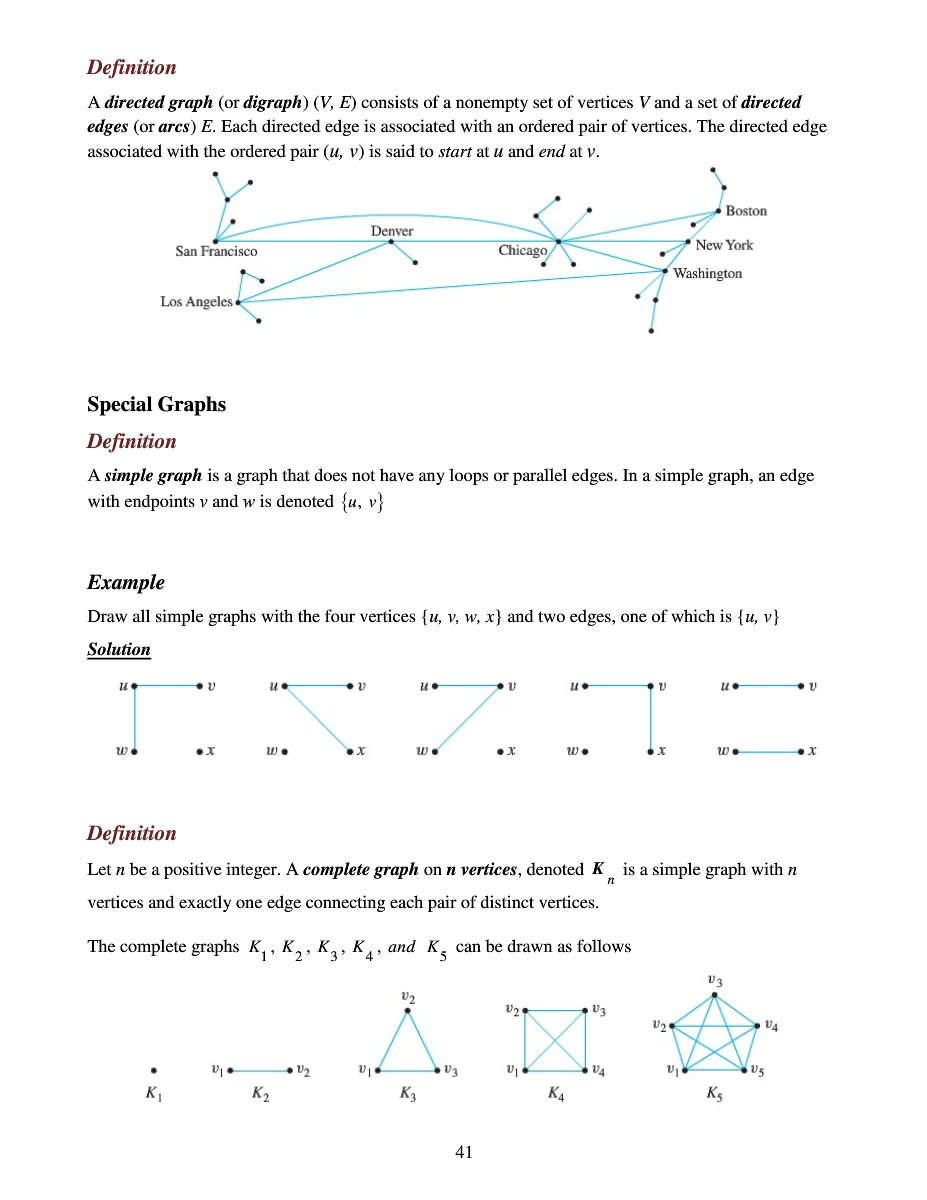 Definition
A directed graph (or digraph) (V, E) consists of a nonempty set of vertices V and a set of directed
edges (or arcs) E. Each directed edge is associated with an ordered pair of vertices. The directed edge
associated with the ordered pair (u, v) is said to start at u and end at v.
Boston
Denver
San Francisco
Chicago
New York
Washington
Los Angeles
Special Graphs
Definition
A simple graph is a graph that does not have any loops or parallel edges. In a simple graph, an edge
with endpoints v and w is denoted {u, v}
Example
Draw all simple graphs with the four vertices {u, v, w, x} and two edges, one of which is {u, v}
Solution
u v u v u v u v u v
w x w x w x w x w x
Definition
Let n be a positive integer. A complete graph on n vertices, denoted K_n is a simple graph with n
vertices and exactly one edge connecting each pair of distinct vertices.
The complete graphs K_1, K_2, K_3, K_4, and K_5 can be drawn as follows
v_3
v_2 v_2 v_3 v_2 v_4
v_1 v_2 v_1 v_3 v_1 v_4 v_1 v_5
K_1 K_2 K_3 K_4 K_5
41